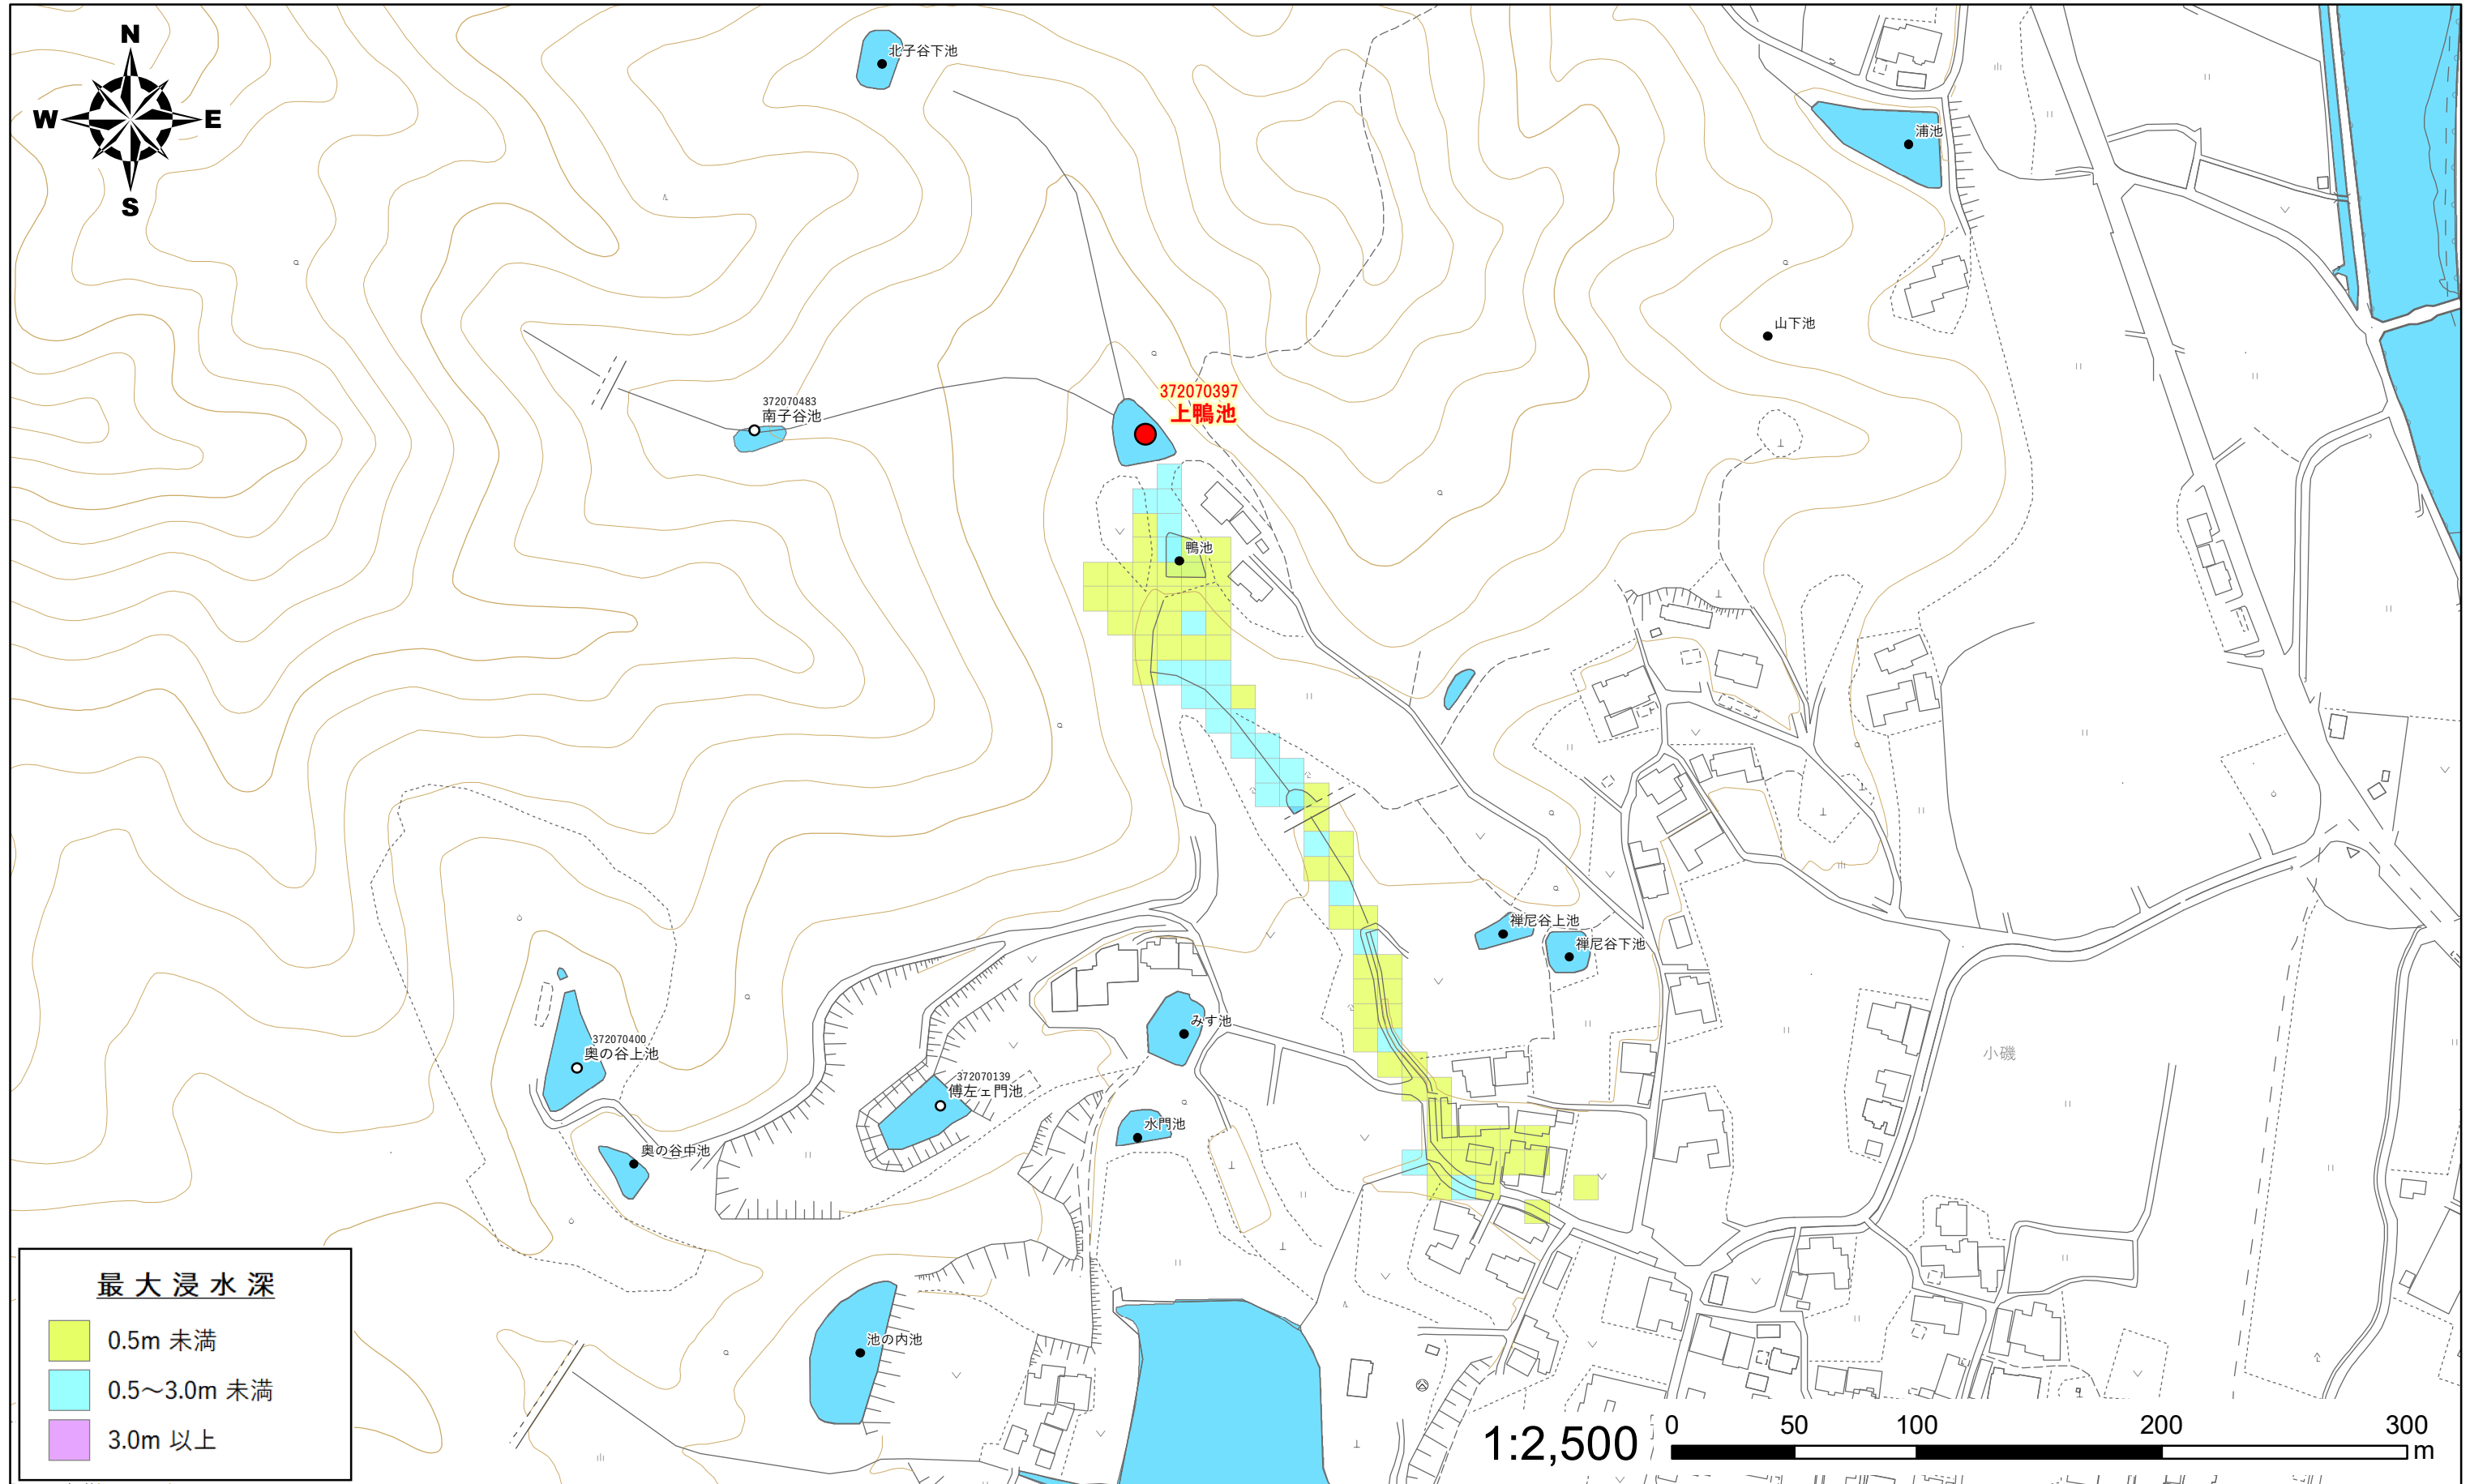 N
W
E
S
北子谷下池
浦池
山下池
372070397
上鴨池
372070483
南子谷池
鴨池
禅尼谷上池
禅尼谷下池
みす池
小磯
372070400
奥の谷上池
372070139
傅左ェ門池
水門池
奥の谷中池
池の内池
最大浸水深
0.5m 未満
0.5～3.0m 未満
3.0m 以上
1:2,500
0 50 100 200 300
m